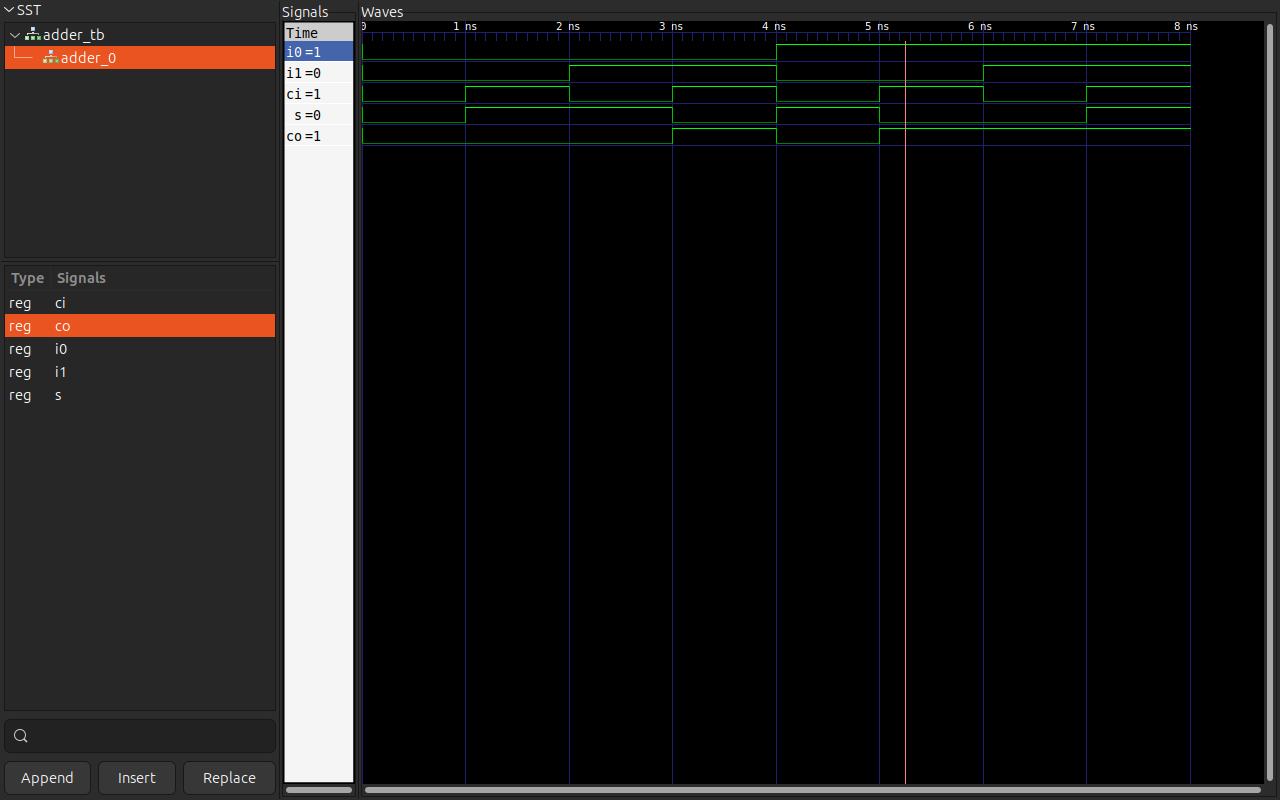 SST
adder_tb
adder_0
Type Signals
reg ci
reg co
reg i0
reg i1
reg s
Append Insert Replace
Signals
Time
i0=1
i1=0
ci=1
s=0
co=1
Waves
0 1 ns 2 ns 3 ns 4 ns 5 ns 6 ns 7 ns 8 ns